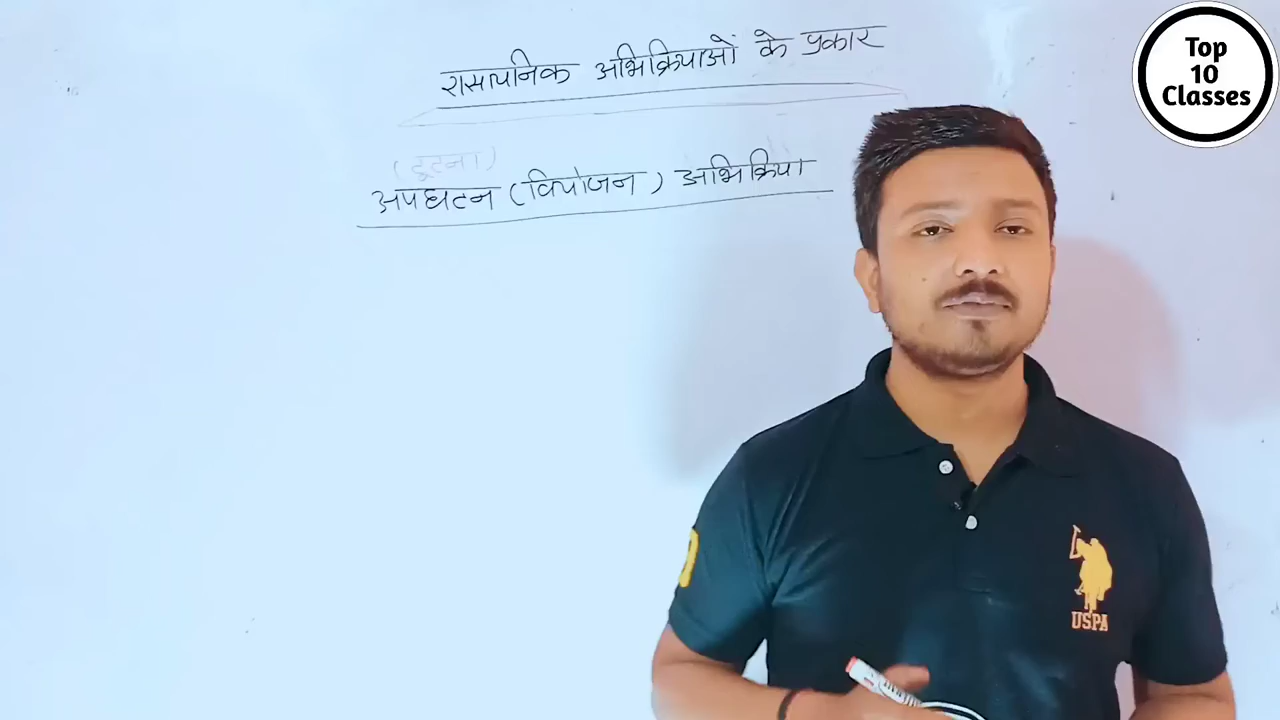 रासायनिक अभिक्रियाओं के प्रकार
(टूटना)
अपघटन (वियोजन) अभिक्रिया
Top
10
Classes
USPA